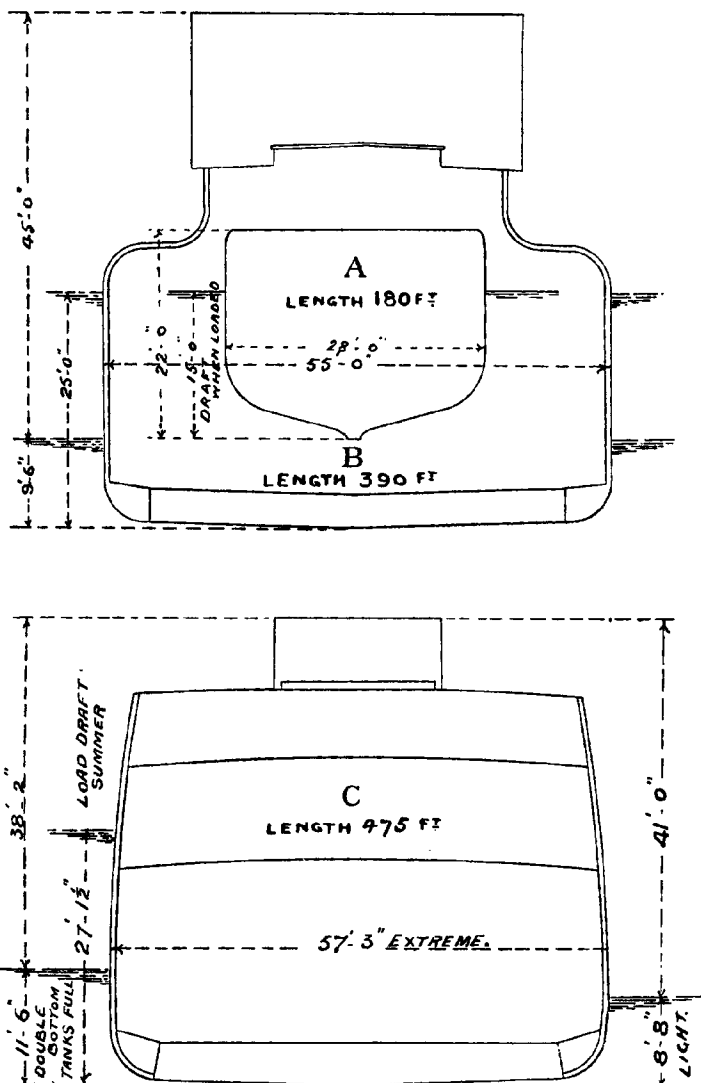 45'-0"
A
LENGTH 180 FT
22'-0"
15'-0"
DRAFT
WHEN LOADED
28'-0"
55'-0"
25'-0"
9'6"
B
LENGTH 390 FT
38'-2"
LOAD DRAFT
SUMMER
41'-0"
C
LENGTH 475 FT
27'-1½"
57'-3" EXTREME.
11'-6"
DOUBLE
BOTTOM
TANKS FULL
8'-8"
LIGHT.